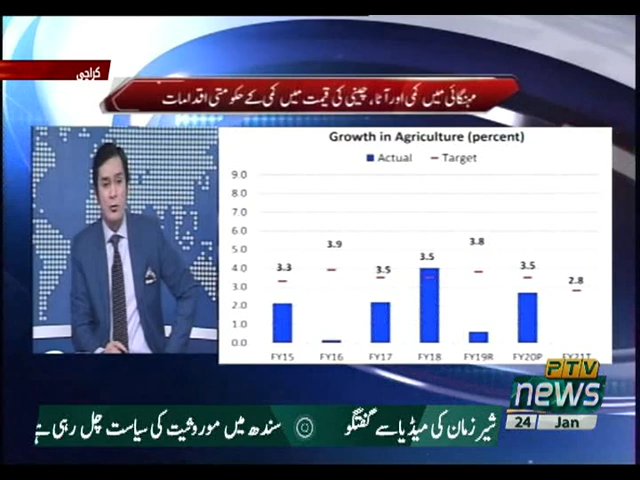 کراچی
مہنگائی میں کمی اور آٹا، چینی کی قیمت میں کمی کے حکومتی اقدامات
Growth in Agriculture (percent)
Actual Target
9.0
8.0
7.0
6.0
5.0
4.0
3.0
2.0
1.0
0.0
3.3 3.9 3.5 3.5 3.8 3.5 2.8
FY15 FY16 FY17 FY18 FY19R FY20P FY21T
PTV
news
24 Jan
شیر زمان کی میڈیا سے گفتگو سندھ میں موروثیت کی سیاست چل رہی ہے